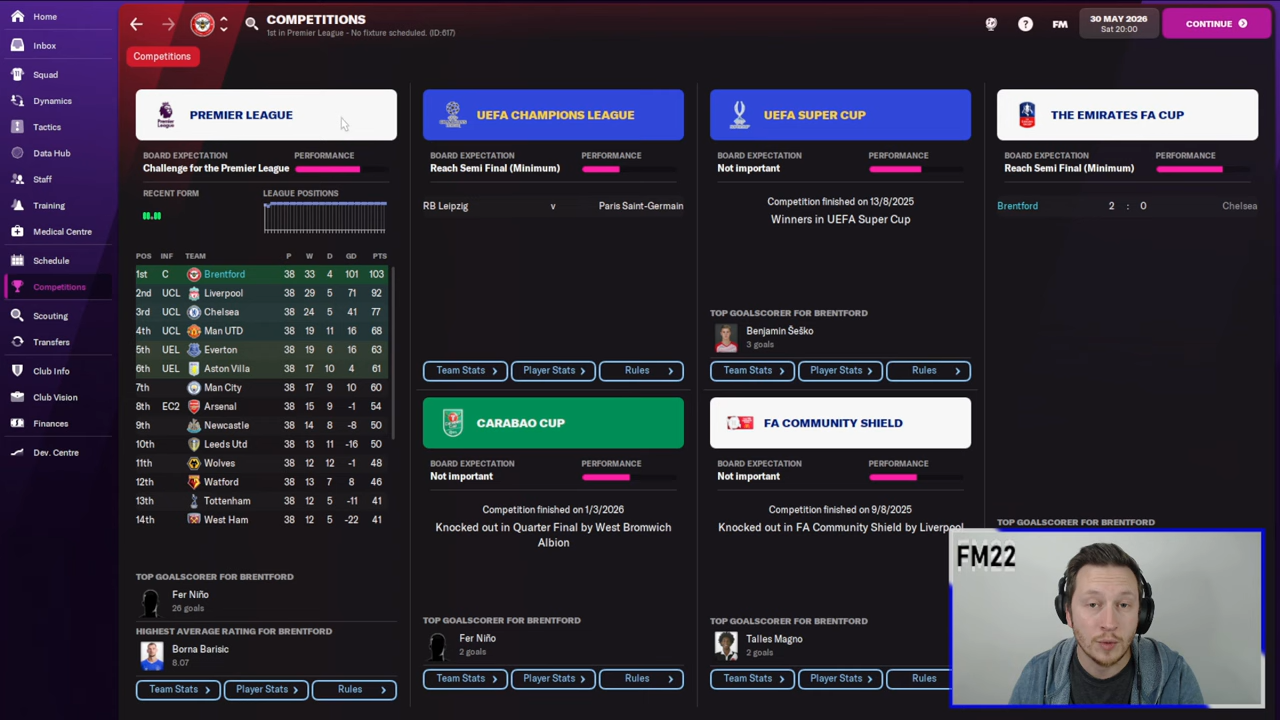 Home
Inbox
Squad
Dynamics
Tactics
Data Hub
Staff
Training
Medical Centre
Schedule
Competitions
Scouting
Transfers
Club Info
Club Vision
Finances
Dev. Centre
COMPETITIONS
1st in Premier League - No fixture scheduled. (ID:617)
FM
30 MAY 2026
Sat 20:00
CONTINUE
Competitions
PREMIER LEAGUE
BOARD EXPECTATION PERFORMANCE
Challenge for the Premier League
RECENT FORM LEAGUE POSITIONS
POS INF TEAM P W D GD PTS
1st C Brentford 38 33 4 101 103
2nd UCL Liverpool 38 29 5 71 92
3rd UCL Chelsea 38 24 5 41 77
4th UCL Man UTD 38 19 11 16 68
5th UEL Everton 38 19 6 16 63
6th UEL Aston Villa 38 17 10 4 61
7th Man City 38 17 9 10 60
8th EC2 Arsenal 38 15 9 -1 54
9th Newcastle 38 14 8 -8 50
10th Leeds Utd 38 13 11 -16 50
11th Wolves 38 12 12 -1 48
12th Watford 38 13 7 8 46
13th Tottenham 38 12 5 -11 41
14th West Ham 38 12 5 -22 41
TOP GOALSCORER FOR BRENTFORD
Fer Niño
26 goals
HIGHEST AVERAGE RATING FOR BRENTFORD
Borna Barisic
8.07
Team Stats Player Stats Rules
UEFA CHAMPIONS LEAGUE
BOARD EXPECTATION PERFORMANCE
Reach Semi Final (Minimum)
RB Leipzig v Paris Saint-Germain
Team Stats Player Stats Rules
CARABAO CUP
BOARD EXPECTATION PERFORMANCE
Not important
Competition finished on 1/3/2026
Knocked out in Quarter Final by West Bromwich
Albion
TOP GOALSCORER FOR BRENTFORD
Fer Niño
2 goals
Team Stats Player Stats Rules
UEFA SUPER CUP
BOARD EXPECTATION PERFORMANCE
Not important
Competition finished on 13/8/2025
Winners in UEFA Super Cup
TOP GOALSCORER FOR BRENTFORD
Benjamin Šeško
3 goals
Team Stats Player Stats Rules
FA COMMUNITY SHIELD
BOARD EXPECTATION PERFORMANCE
Not important
Competition finished on 9/8/2025
Knocked out in FA Community Shield by Liverpool
TOP GOALSCORER FOR BRENTFORD
Talles Magno
2 goals
Team Stats Player Stats Rules
THE EMIRATES FA CUP
BOARD EXPECTATION PERFORMANCE
Reach Semi Final (Minimum)
Brentford 2 : 0 Chelsea
TOP GOALSCORER FOR BRENTFORD
FM22